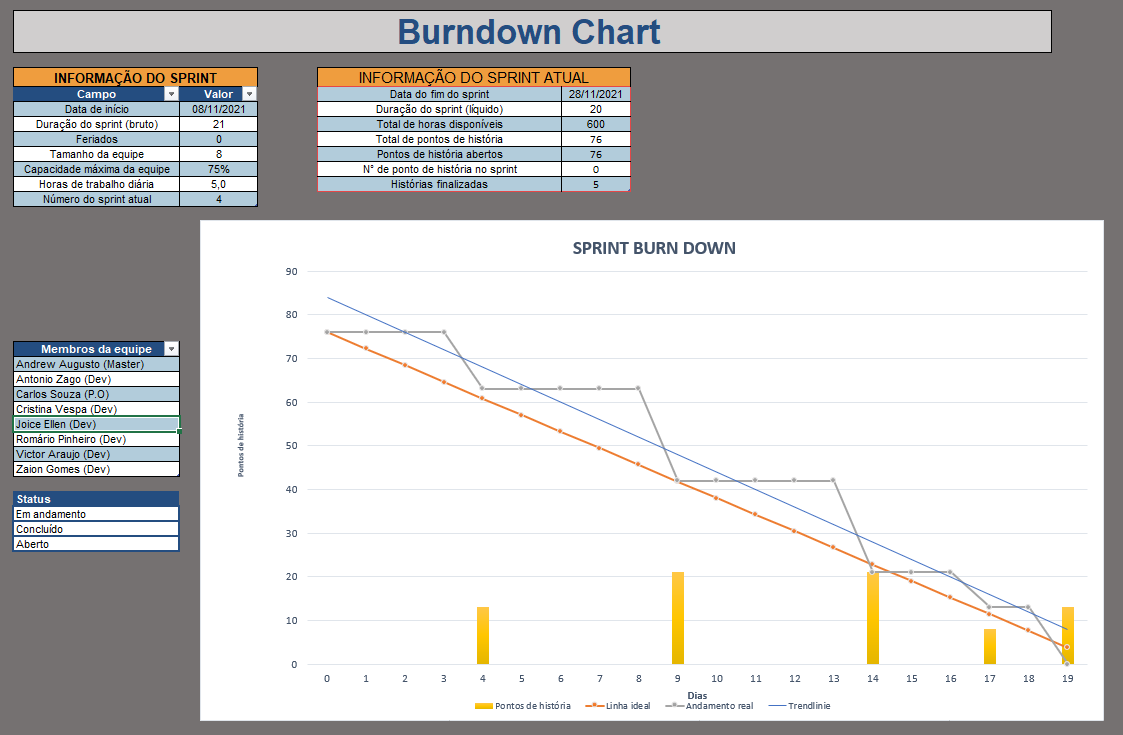 Burndown Chart
INFORMAÇÃO DO SPRINT
Campo Valor
Data de início 08/11/2021
Duração do sprint (bruto) 21
Feriados 0
Tamanho da equipe 8
Capacidade máxima da equipe 75%
Horas de trabalho diária 5,0
Número do sprint atual 4
INFORMAÇÃO DO SPRINT ATUAL
Data do fim do sprint 28/11/2021
Duração do sprint (líquido) 20
Total de horas disponíveis 600
Total de pontos de história 76
Pontos de história abertos 76
N° de ponto de história no sprint 0
Histórias finalizadas 5
Membros da equipe
Andrew Augusto (Master)
Antonio Zago (Dev)
Carlos Souza (P.O)
Cristina Vespa (Dev)
Joice Ellen (Dev)
Romário Pinheiro (Dev)
Victor Araujo (Dev)
Zaion Gomes (Dev)
Status
Em andamento
Concluído
Aberto
SPRINT BURN DOWN
Pontos de história
90
80
70
60
50
40
30
20
10
0
0 1 2 3 4 5 6 7 8 9 10 11 12 13 14 15 16 17 18 19
Dias
Pontos de história Linha ideal Andamento real Trendlinie